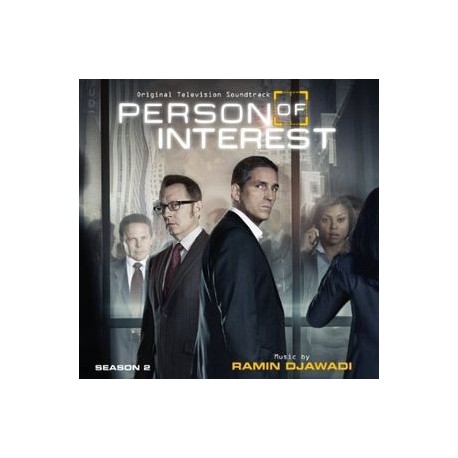 Original Television Soundtrack
PERSON OF
INTEREST
Music by
SEASON 2
RAMIN DJAWADI